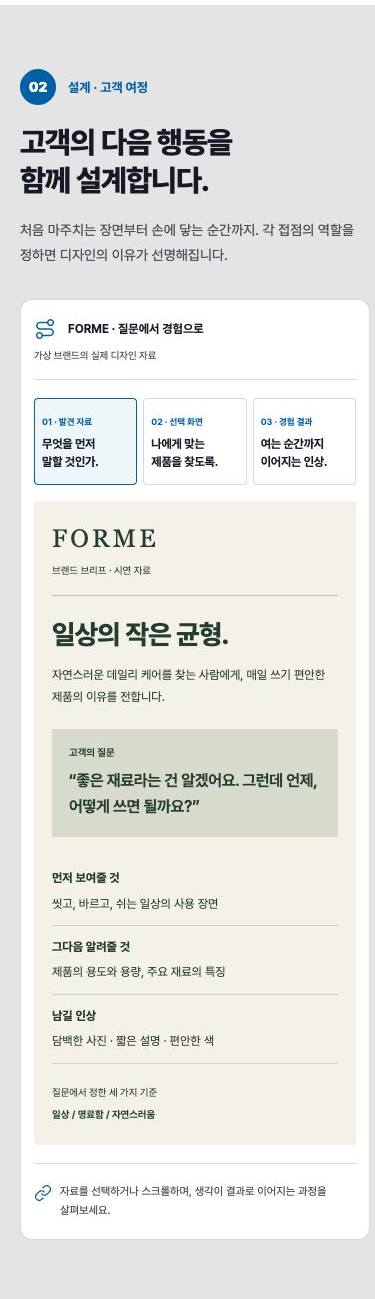 02
설계 · 고객 여정
고객의 다음 행동을
함께 설계합니다.
처음 마주치는 장면부터 손에 닿는 순간까지. 각 접점의 역할을
정하면 디자인의 이유가 선명해집니다.
FORME · 질문에서 경험으로
가상 브랜드의 실제 디자인 자료
01 · 발견 자료
무엇을 먼저
말할 것인가.
02 · 선택 화면
나에게 맞는
제품을 찾도록.
03 · 경험 결과
여는 순간까지
이어지는 인상.
FORME
브랜드 브리프 · 시연 자료
일상의 작은 균형.
자연스러운 데일리 케어를 찾는 사람에게, 매일 쓰기 편안한
제품의 이유를 전합니다.
고객의 질문
“좋은 재료라는 건 알겠어요. 그런데 언제,
어떻게 쓰면 될까요?”
먼저 보여줄 것
씻고, 바르고, 쉬는 일상의 사용 장면
그다음 알려줄 것
제품의 용도와 용량, 주요 재료의 특징
남길 인상
담백한 사진 · 짧은 설명 · 편안한 색
질문에서 정한 세 가지 기준
일상 / 명료함 / 자연스러움
자료를 선택하거나 스크롤하며, 생각이 결과로 이어지는 과정을
살펴보세요.